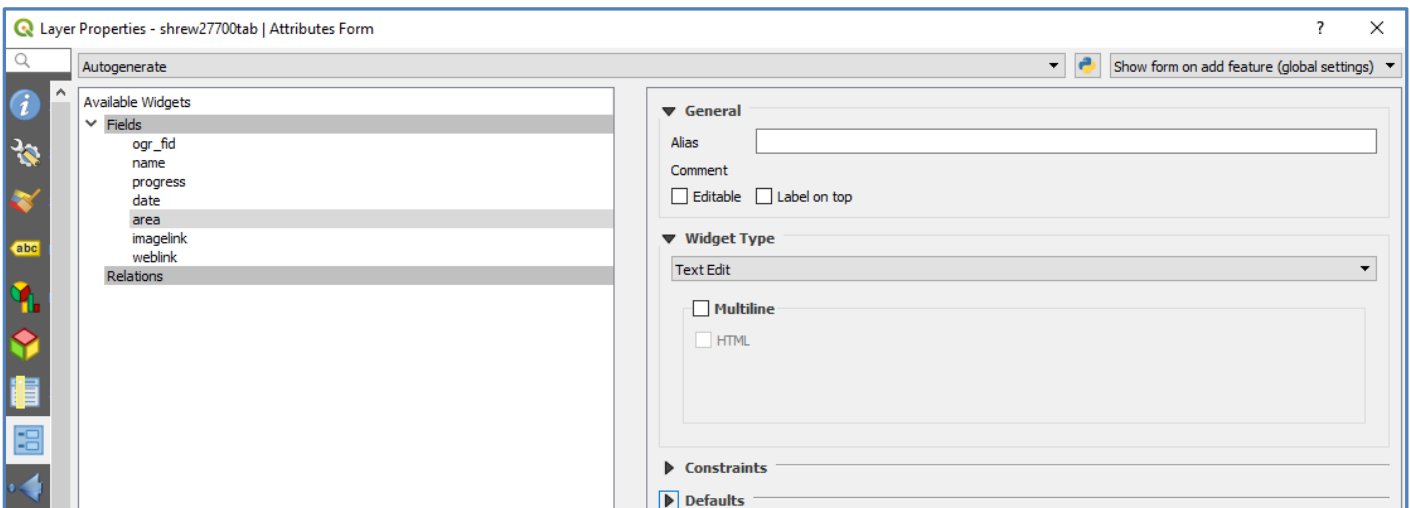 Layer Properties - shrew27700tab | Attributes Form
?
Autogenerate
Show form on add feature (global settings)
Available Widgets
Fields
ogr_fid
name
progress
date
area
imagelink
weblink
Relations
General
Alias
Comment
Editable
Label on top
Widget Type
Text Edit
Multiline
HTML
Constraints
Defaults
abc